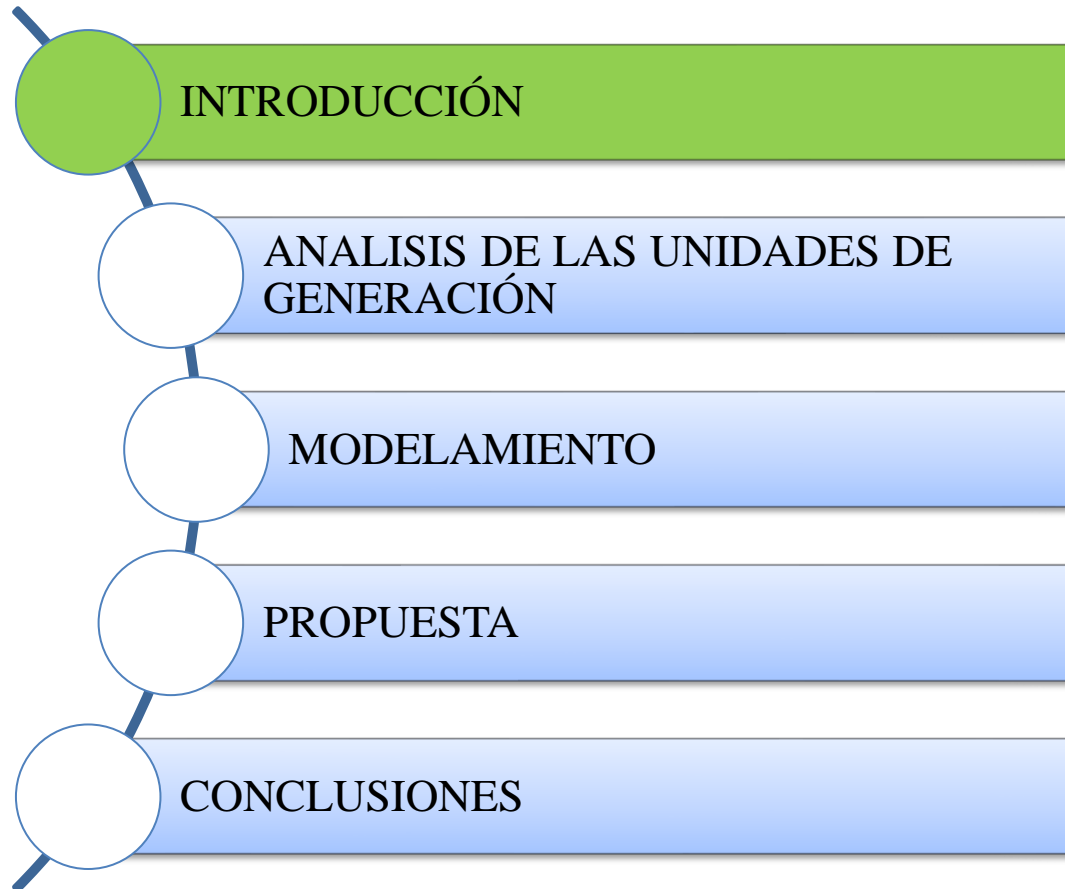 INTRODUCCIÓN
ANALISIS DE LAS UNIDADES DE
GENERACIÓN
MODELAMIENTO
PROPUESTA
CONCLUSIONES